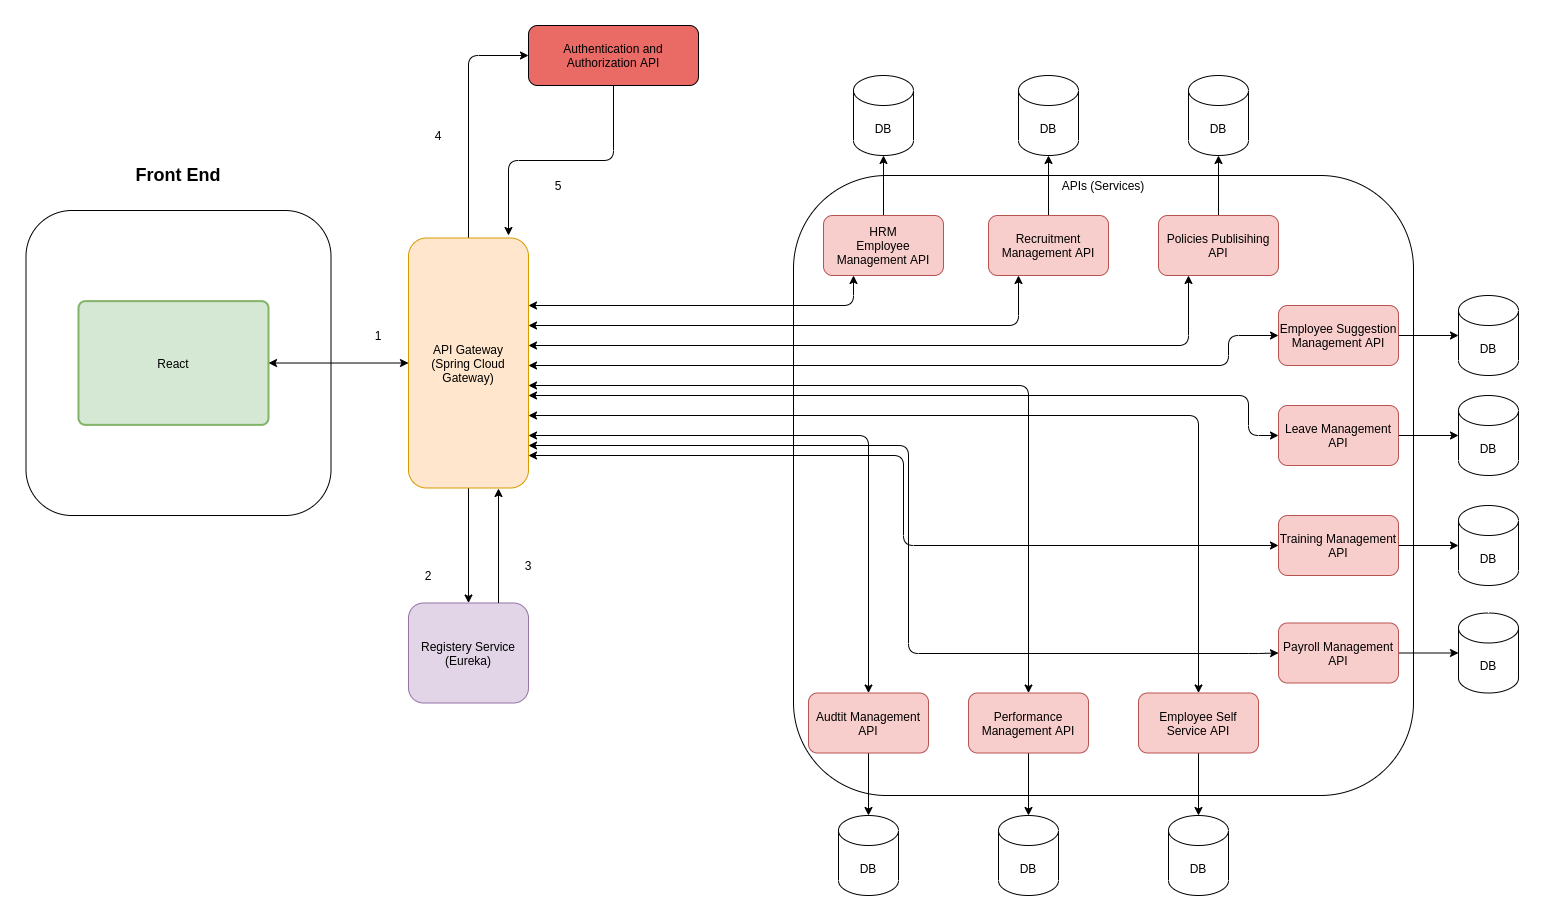 Authentication and
Authorization API
4
5
Front End
React
1
API Gateway
(Spring Cloud
Gateway)
2
3
Registery Service
(Eureka)
DB
DB
DB
APIs (Services)
HRM
Employee
Management API
Recruitment
Management API
Policies Publisihing
API
Employee Suggestion
Management API
DB
Leave Management
API
DB
Training Management
API
DB
Payroll Management
API
DB
Audtit Management
API
Performance
Management API
Employee Self
Service API
DB
DB
DB